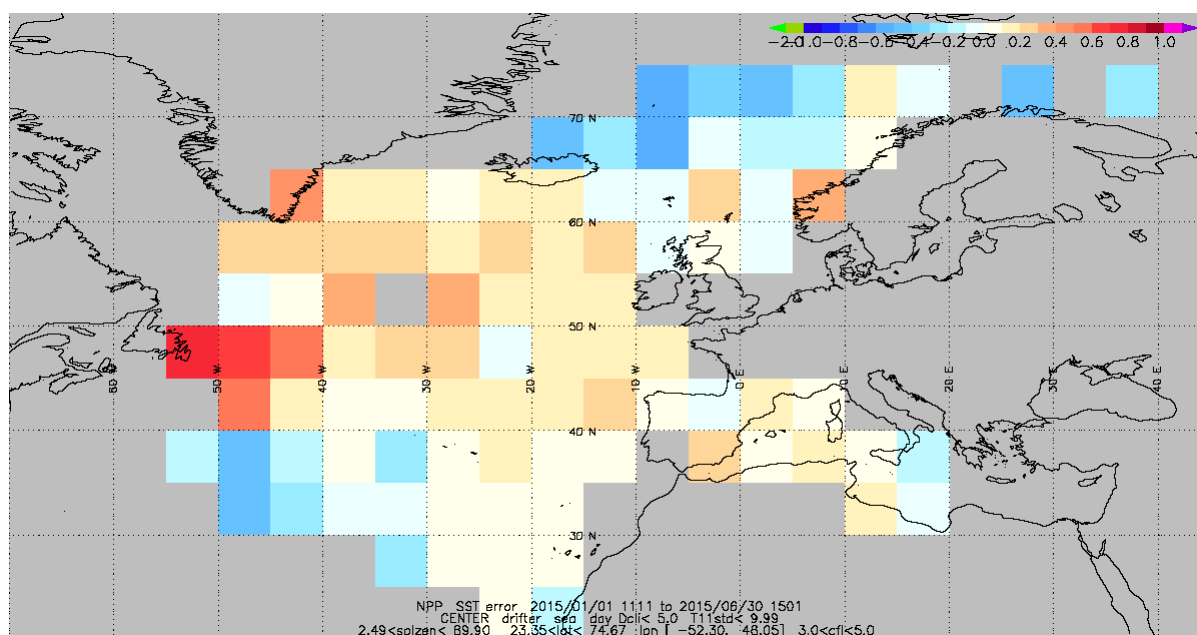 -2.0 -1.0 -0.8 -0.6 -0.4 -0.2 0.0 0.2 0.4 0.6 0.8 1.0
70 N
60 N
50 N
60 50 W 40 W 30 W 20 W 10 W 0 E 10 E 20 E 30 E 40 E
40 N
30 N
NPP SST error 2015/01/01 1111 to 2015/06/30 1501
CENTER drifter sea day Dcli< 5.0 T11std< 9.99
2.49<solzen< 89.90 23.35<lat< 74.67 lon [ -52.30, 48.05] 3.0<cfl<5.0